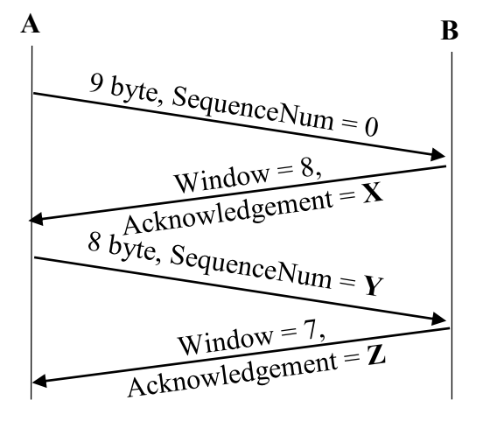 A
B
9 byte, SequenceNum = 0
Window = 8,
Acknowledgement = X
8 byte, SequenceNum = Y
Window = 7,
Acknowledgement = Z